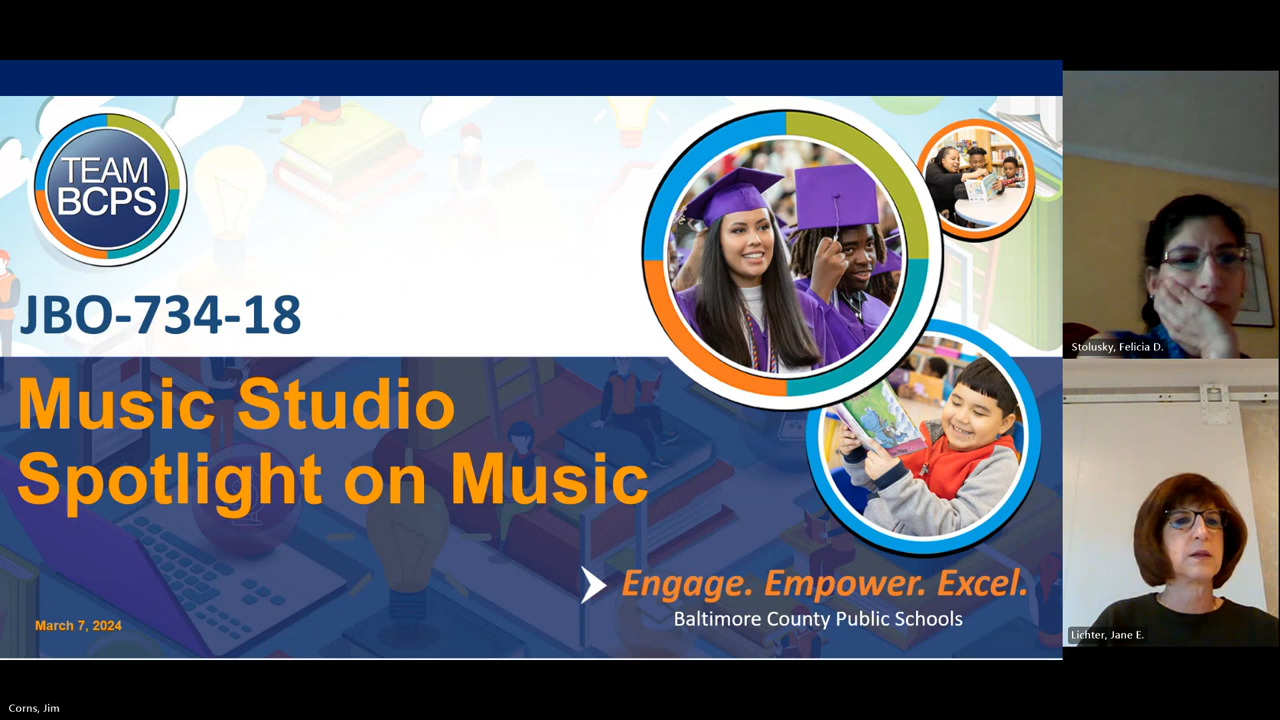 TEAM
BCPS
JBO-734-18
Music Studio
Spotlight on Music
March 7, 2024
Engage. Empower. Excel.
Baltimore County Public Schools
Stolusky, Felicia D.
Lichter, Jane E.
Corns, Jim